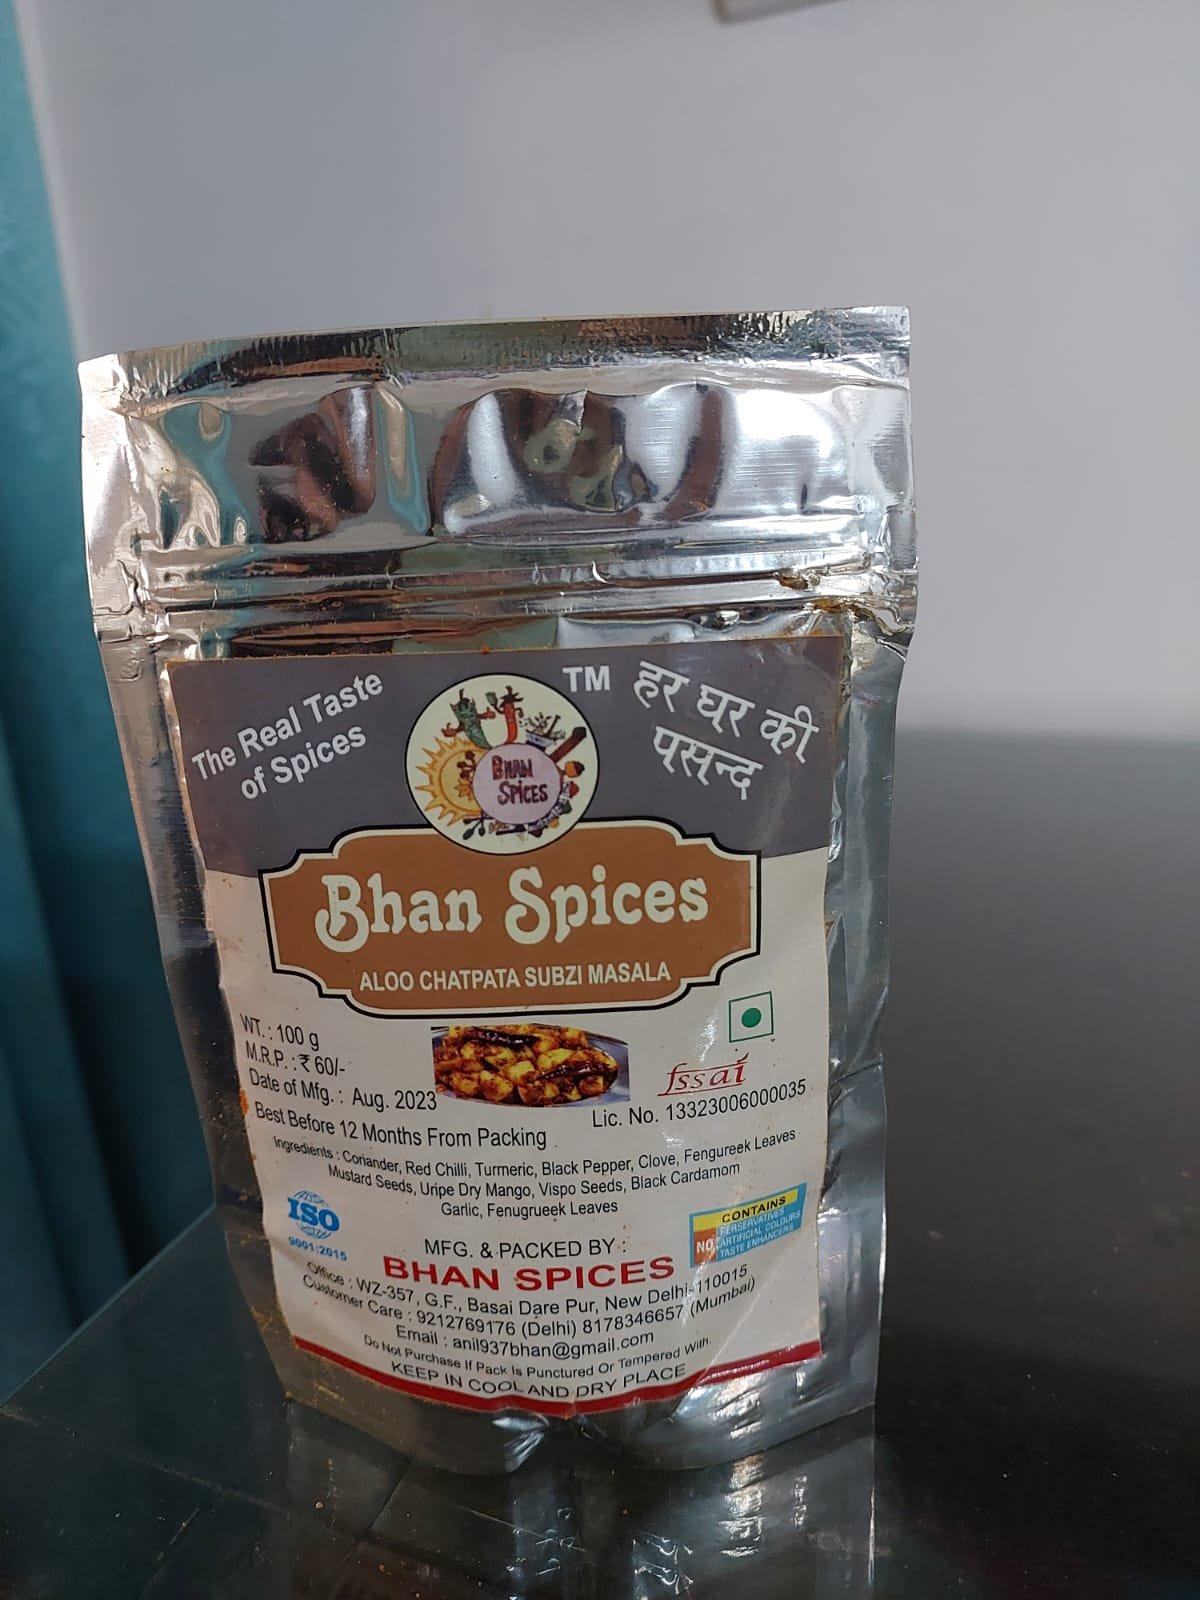 The Real Taste
of Spices
BHAN
SPICES
TM
हर घर की
पसन्द
Bhan Spices
ALOO CHATPATA SUBZI MASALA
WT. : 100 g
M.R.P. : ₹ 60/-
Date of Mfg. : Aug. 2023
Best Before 12 Months From Packing
fssai
Lic. No. 13323006000035
Ingredients : Coriander, Red Chilli, Turmeric, Black Pepper, Clove, Fengureek Leaves
Mustard Seeds, Uripe Dry Mango, Vispo Seeds, Black Cardamom
Garlic, Fenugrueek Leaves
ISO
9001:2015
CONTAINS
NO
PERSERVATIVES
ARTIFICIAL COLOURS
TASTE ENHANCERS
MFG. & PACKED BY :
BHAN SPICES
Office : WZ-357, G.F., Basai Dare Pur, New Delhi-110015
Customer Care : 9212769176 (Delhi) 8178346657 (Mumbai)
Email : anil937bhan@gmail.com
Do Not Purchase If Pack Is Punctured Or Tempered With.
KEEP IN COOL AND DRY PLACE